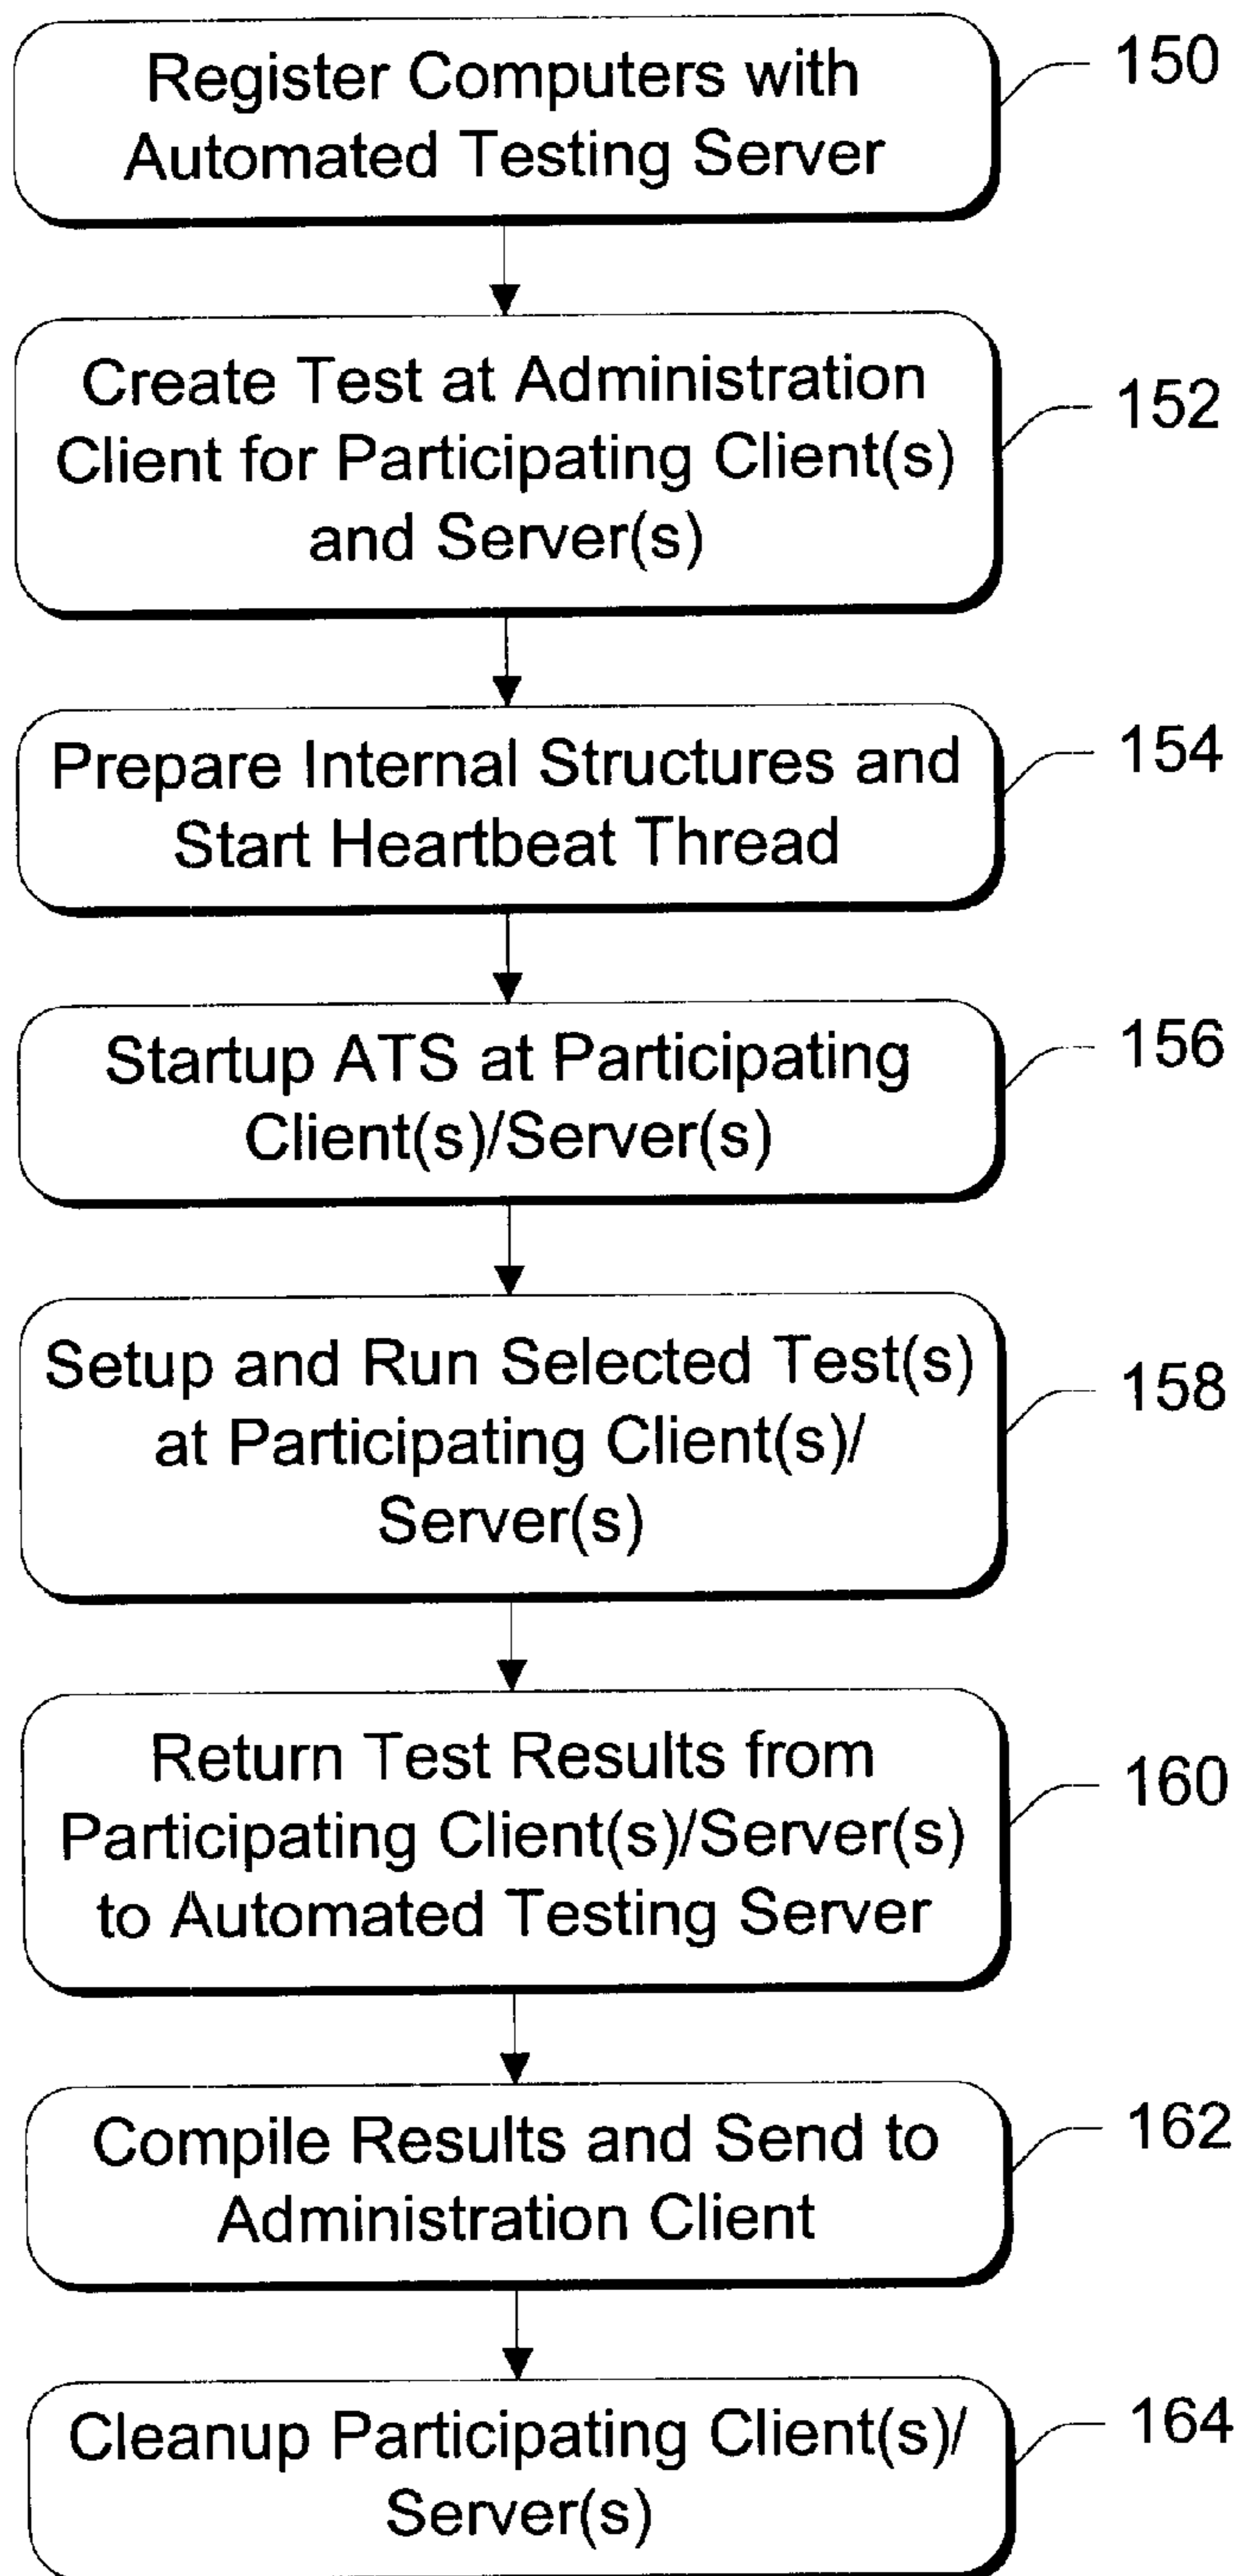 Register Computers with
Automated Testing Server
150
Create Test at Administration
Client for Participating Client(s)
and Server(s)
152
Prepare Internal Structures and
Start Heartbeat Thread
154
Startup ATS at Participating
Client(s)/Server(s)
156
Setup and Run Selected Test(s)
at Participating Client(s)/
Server(s)
158
Return Test Results from
Participating Client(s)/Server(s)
to Automated Testing Server
160
Compile Results and Send to
Administration Client
162
Cleanup Participating Client(s)/
Server(s)
164